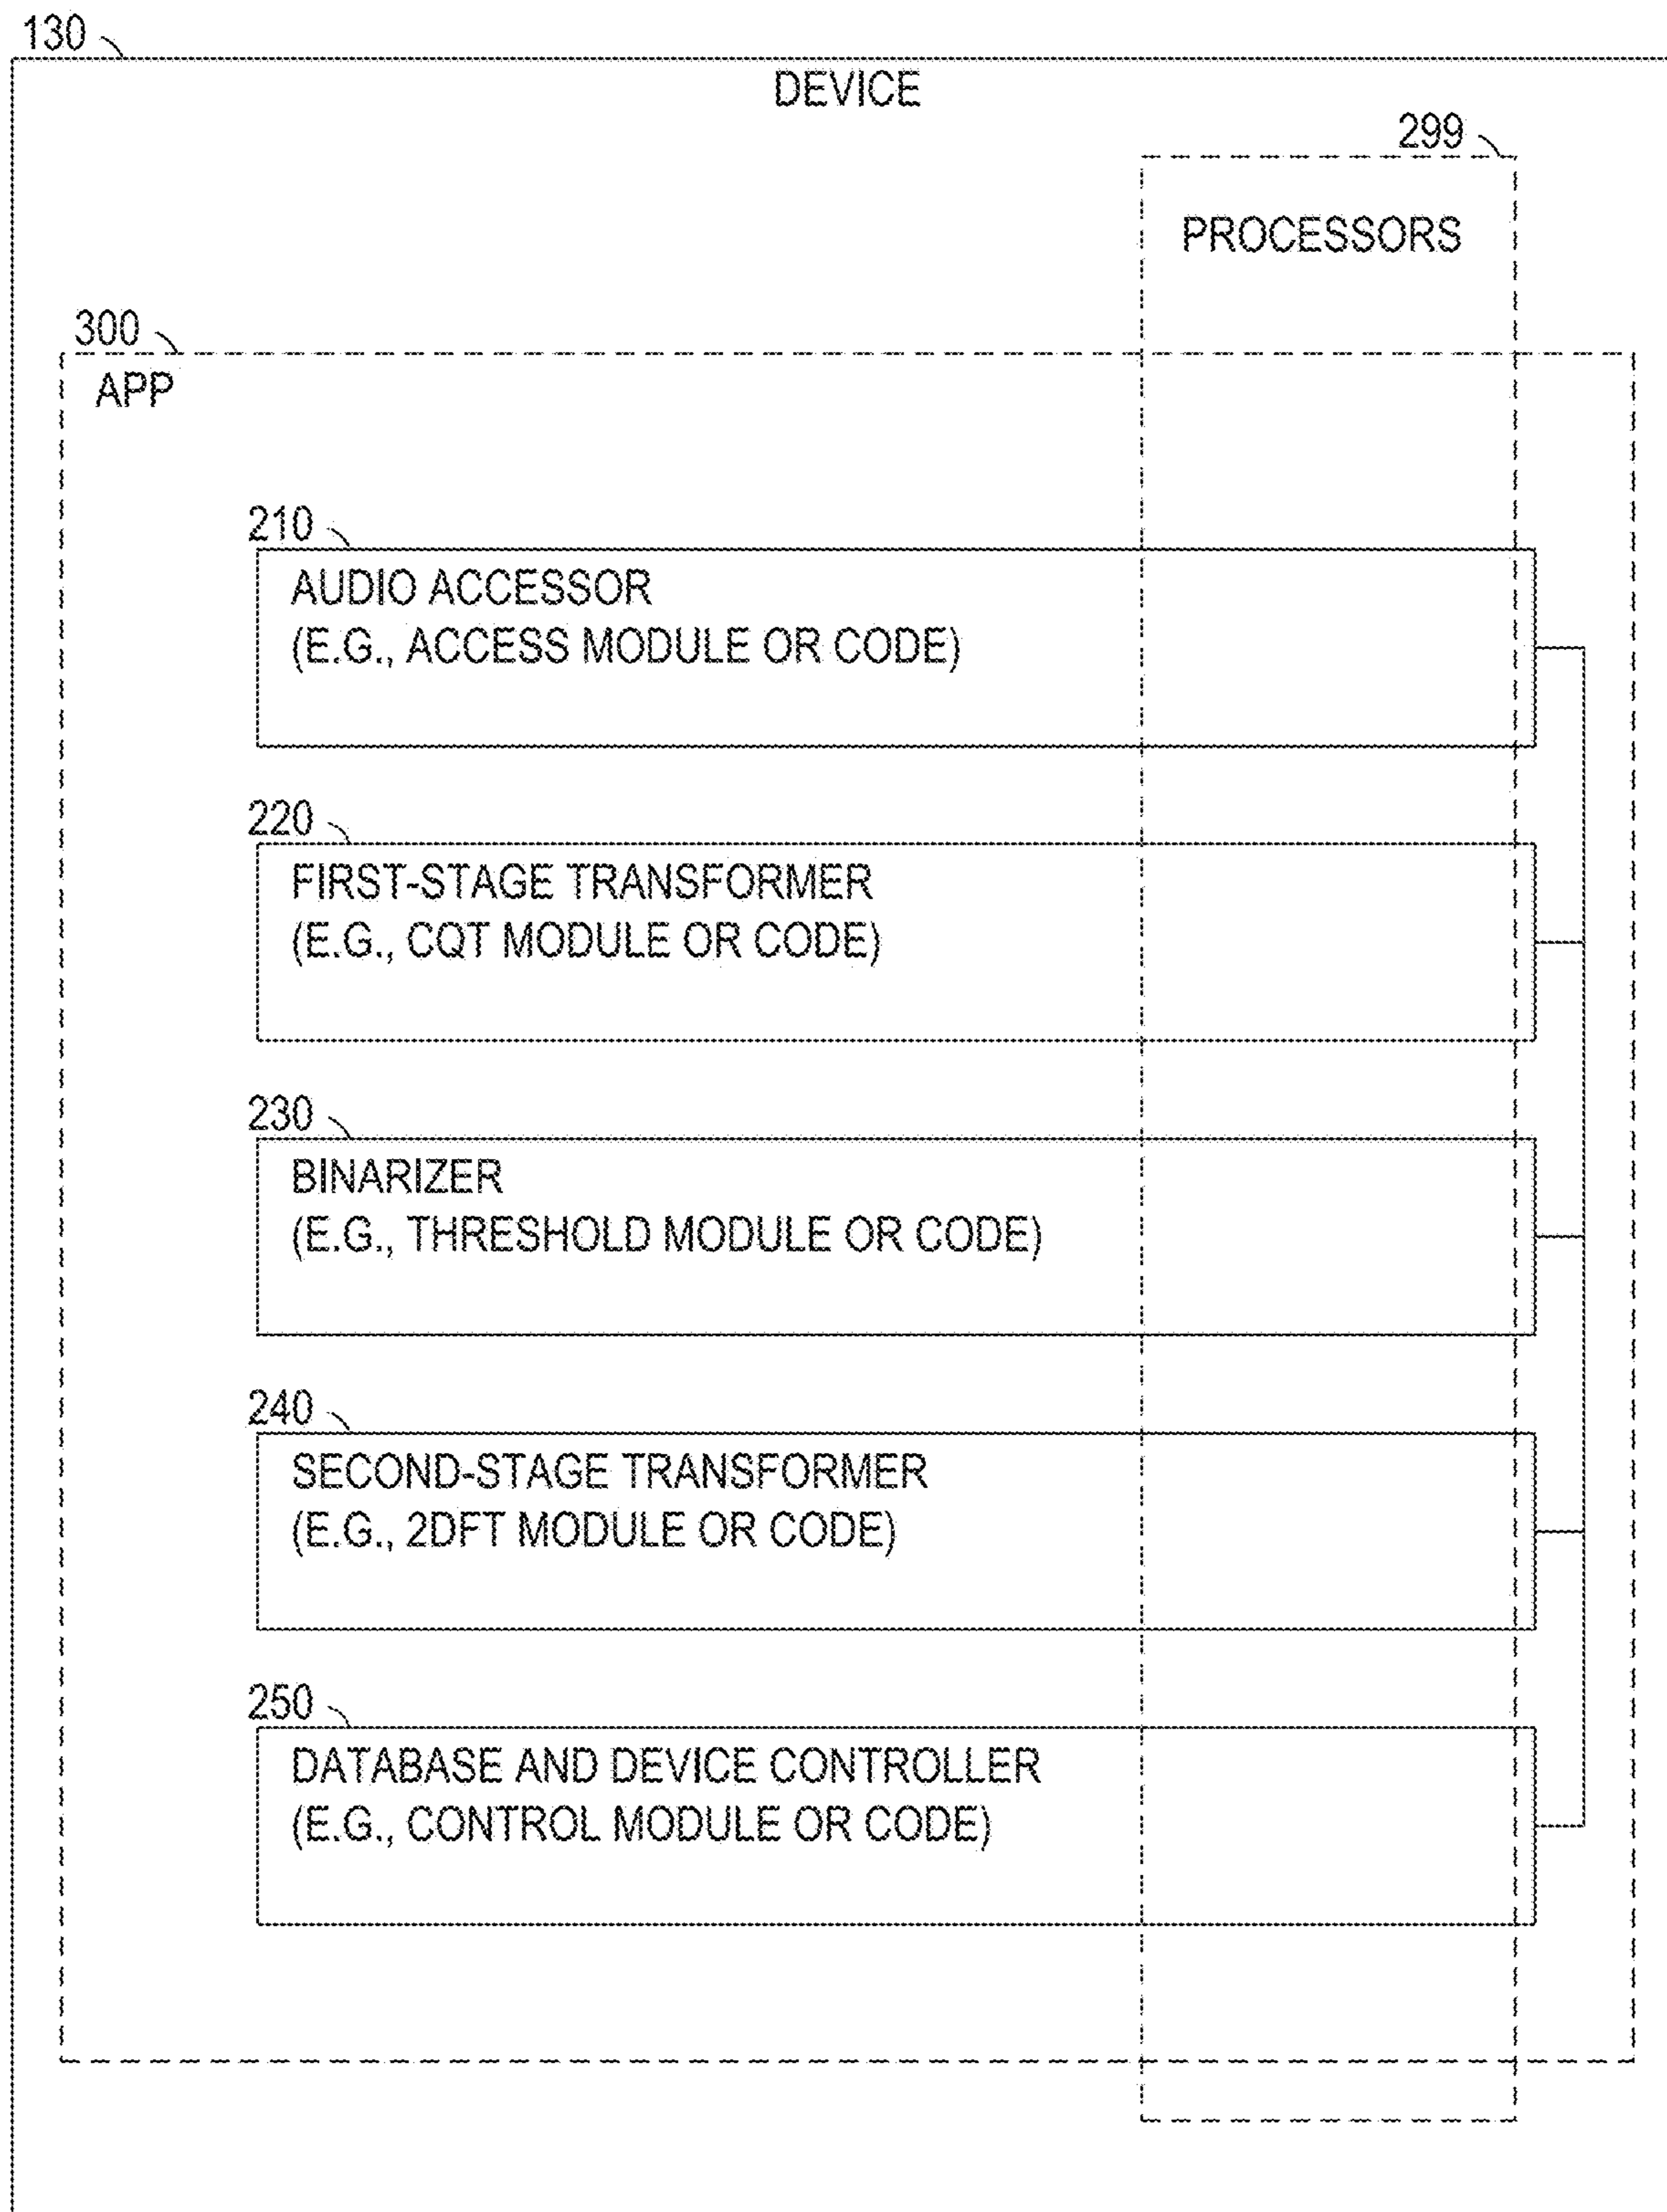 130
DEVICE
299
PROCESSORS
300
APP
210
AUDIO ACCESSOR
(E.G., ACCESS MODULE OR CODE)
220
FIRST-STAGE TRANSFORMER
(E.G., CQT MODULE OR CODE)
230
BINARIZER
(E.G., THRESHOLD MODULE OR CODE)
240
SECOND-STAGE TRANSFORMER
(E.G., 2DFT MODULE OR CODE)
250
DATABASE AND DEVICE CONTROLLER
(E.G., CONTROL MODULE OR CODE)